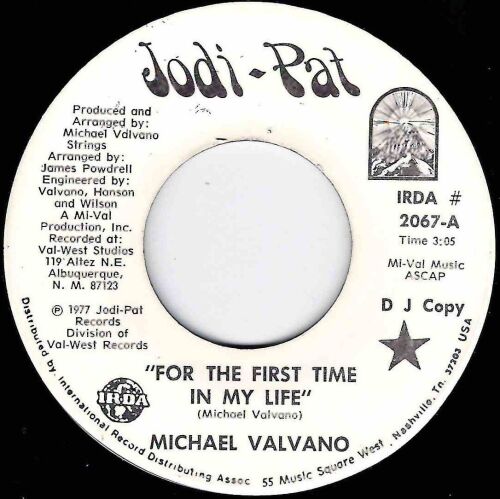 Jodi-Pat
Produced and
Arranged by:
Michael Valvano
Strings
Arranged by:
James Powdrell
Engineered by:
Valvano, Hanson
and Wilson
A Mi-Val
Production, Inc.
Recorded at:
Val-West Studios
119 Altez N.E.
Albuquerque,
N. M. 87123
℗ 1977 Jodi-Pat
Records
Division of
Val-West Records
IRDA #
2067-A
Time 3:05
Mi-Val Music
ASCAP
D J Copy
"FOR THE FIRST TIME
IN MY LIFE"
(Michael Valvano)
MICHAEL VALVANO
IRDA
Distributed by International Record Distributing Assoc 55 Music Square West. Nashville, Tn. 37203 USA